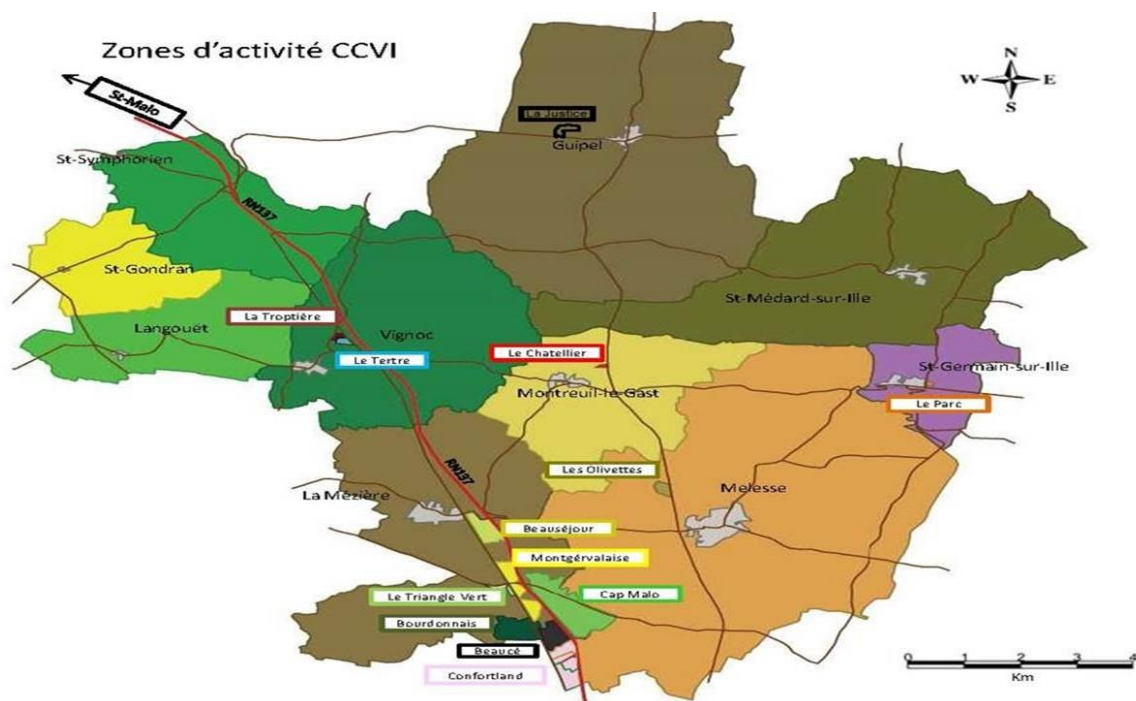 Zones d'activité CCVI
N
W E
S
St-Malo
La Justice
Guipel
St-Symphorien
RN137
St-Gondran
St-Médard-sur-Ille
La Troptière
Langouët
Vignoc
Le Tertre
Le Chatellier
St-Germain-sur-Ille
Montreuil-le-Gast
Le Parc
RN137
Les Olivettes
Melesse
La Mézière
Beauséjour
Montgérvalaise
Le Triangle Vert
Cap Malo
Bourdonnais
Beaucé
Confortland
0 1 2 3 4
Km